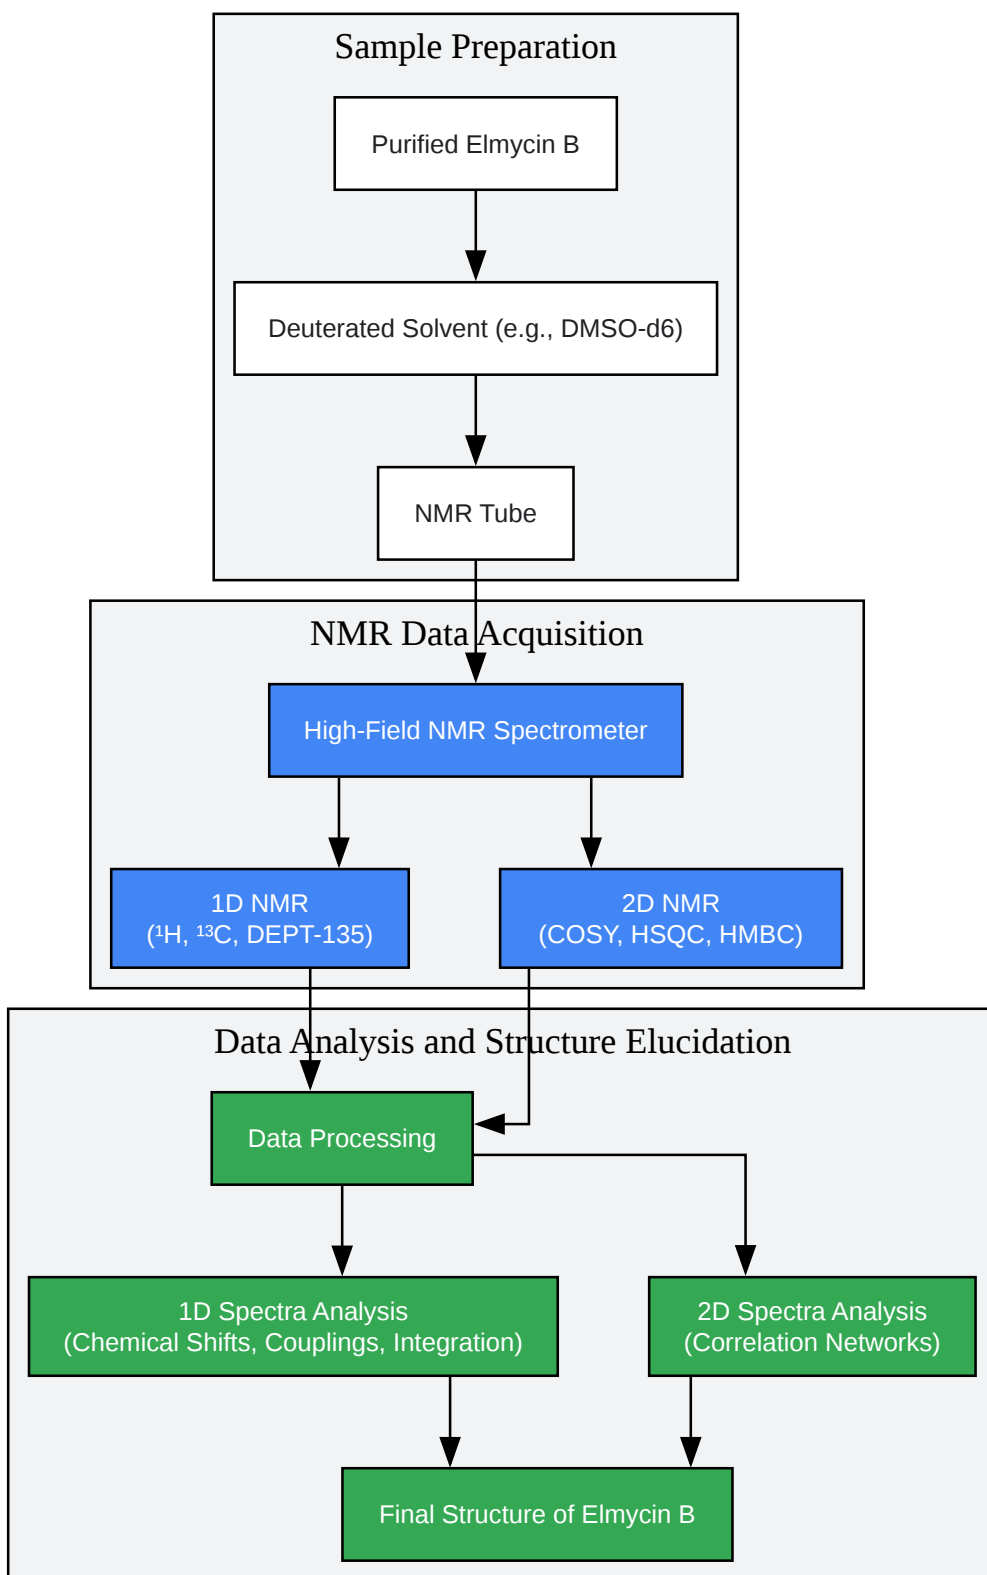 Sample Preparation
Purified Elmycin B
Deuterated Solvent (e.g., DMSO-d6)
NMR Tube
NMR Data Acquisition
High-Field NMR Spectrometer
1D NMR
(¹H, ¹³C, DEPT-135)
2D NMR
(COSY, HSQC, HMBC)
Data Analysis and Structure Elucidation
Data Processing
1D Spectra Analysis
(Chemical Shifts, Couplings, Integration)
2D Spectra Analysis
(Correlation Networks)
Final Structure of Elmycin B